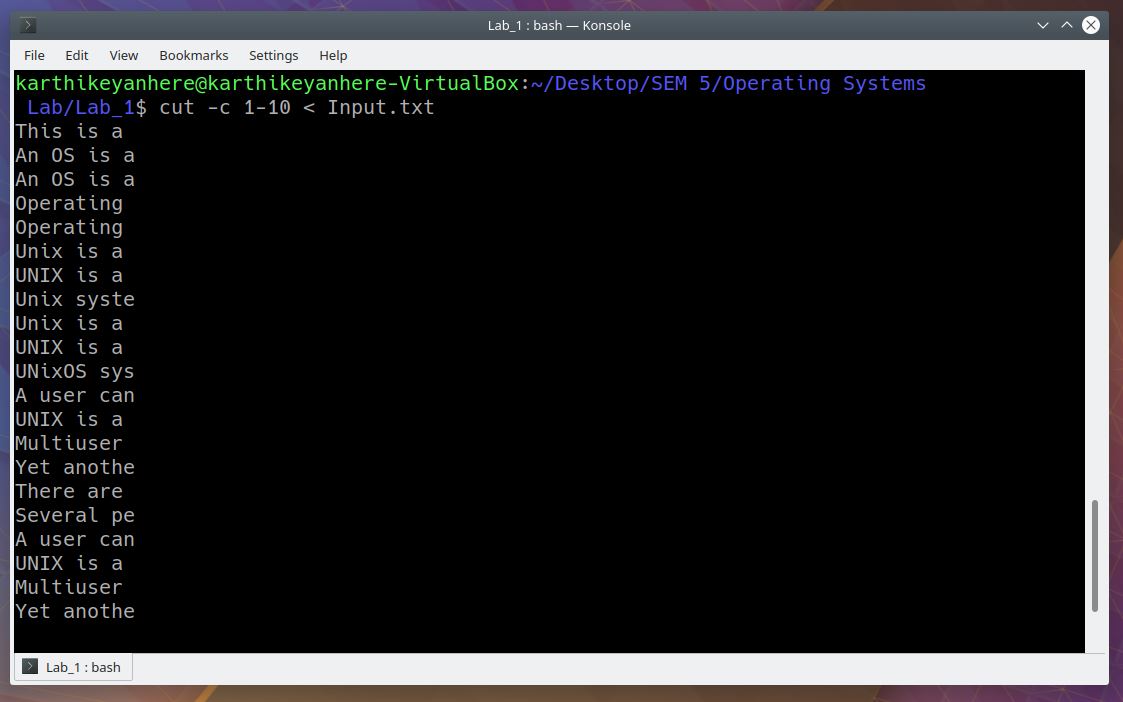 Lab_1 : bash — Konsole
File Edit View Bookmarks Settings Help
karthikeyanhere@karthikeyanhere-VirtualBox:~/Desktop/SEM 5/Operating Systems
 Lab/Lab_1$ cut -c 1-10 < Input.txt
This is a
An OS is a
An OS is a
Operating
Operating
Unix is a
UNIX is a
Unix syste
Unix is a
UNIX is a
UNixOS sys
A user can
UNIX is a
Multiuser
Yet anothe
There are
Several pe
A user can
UNIX is a
Multiuser
Yet anothe
Lab_1 : bash